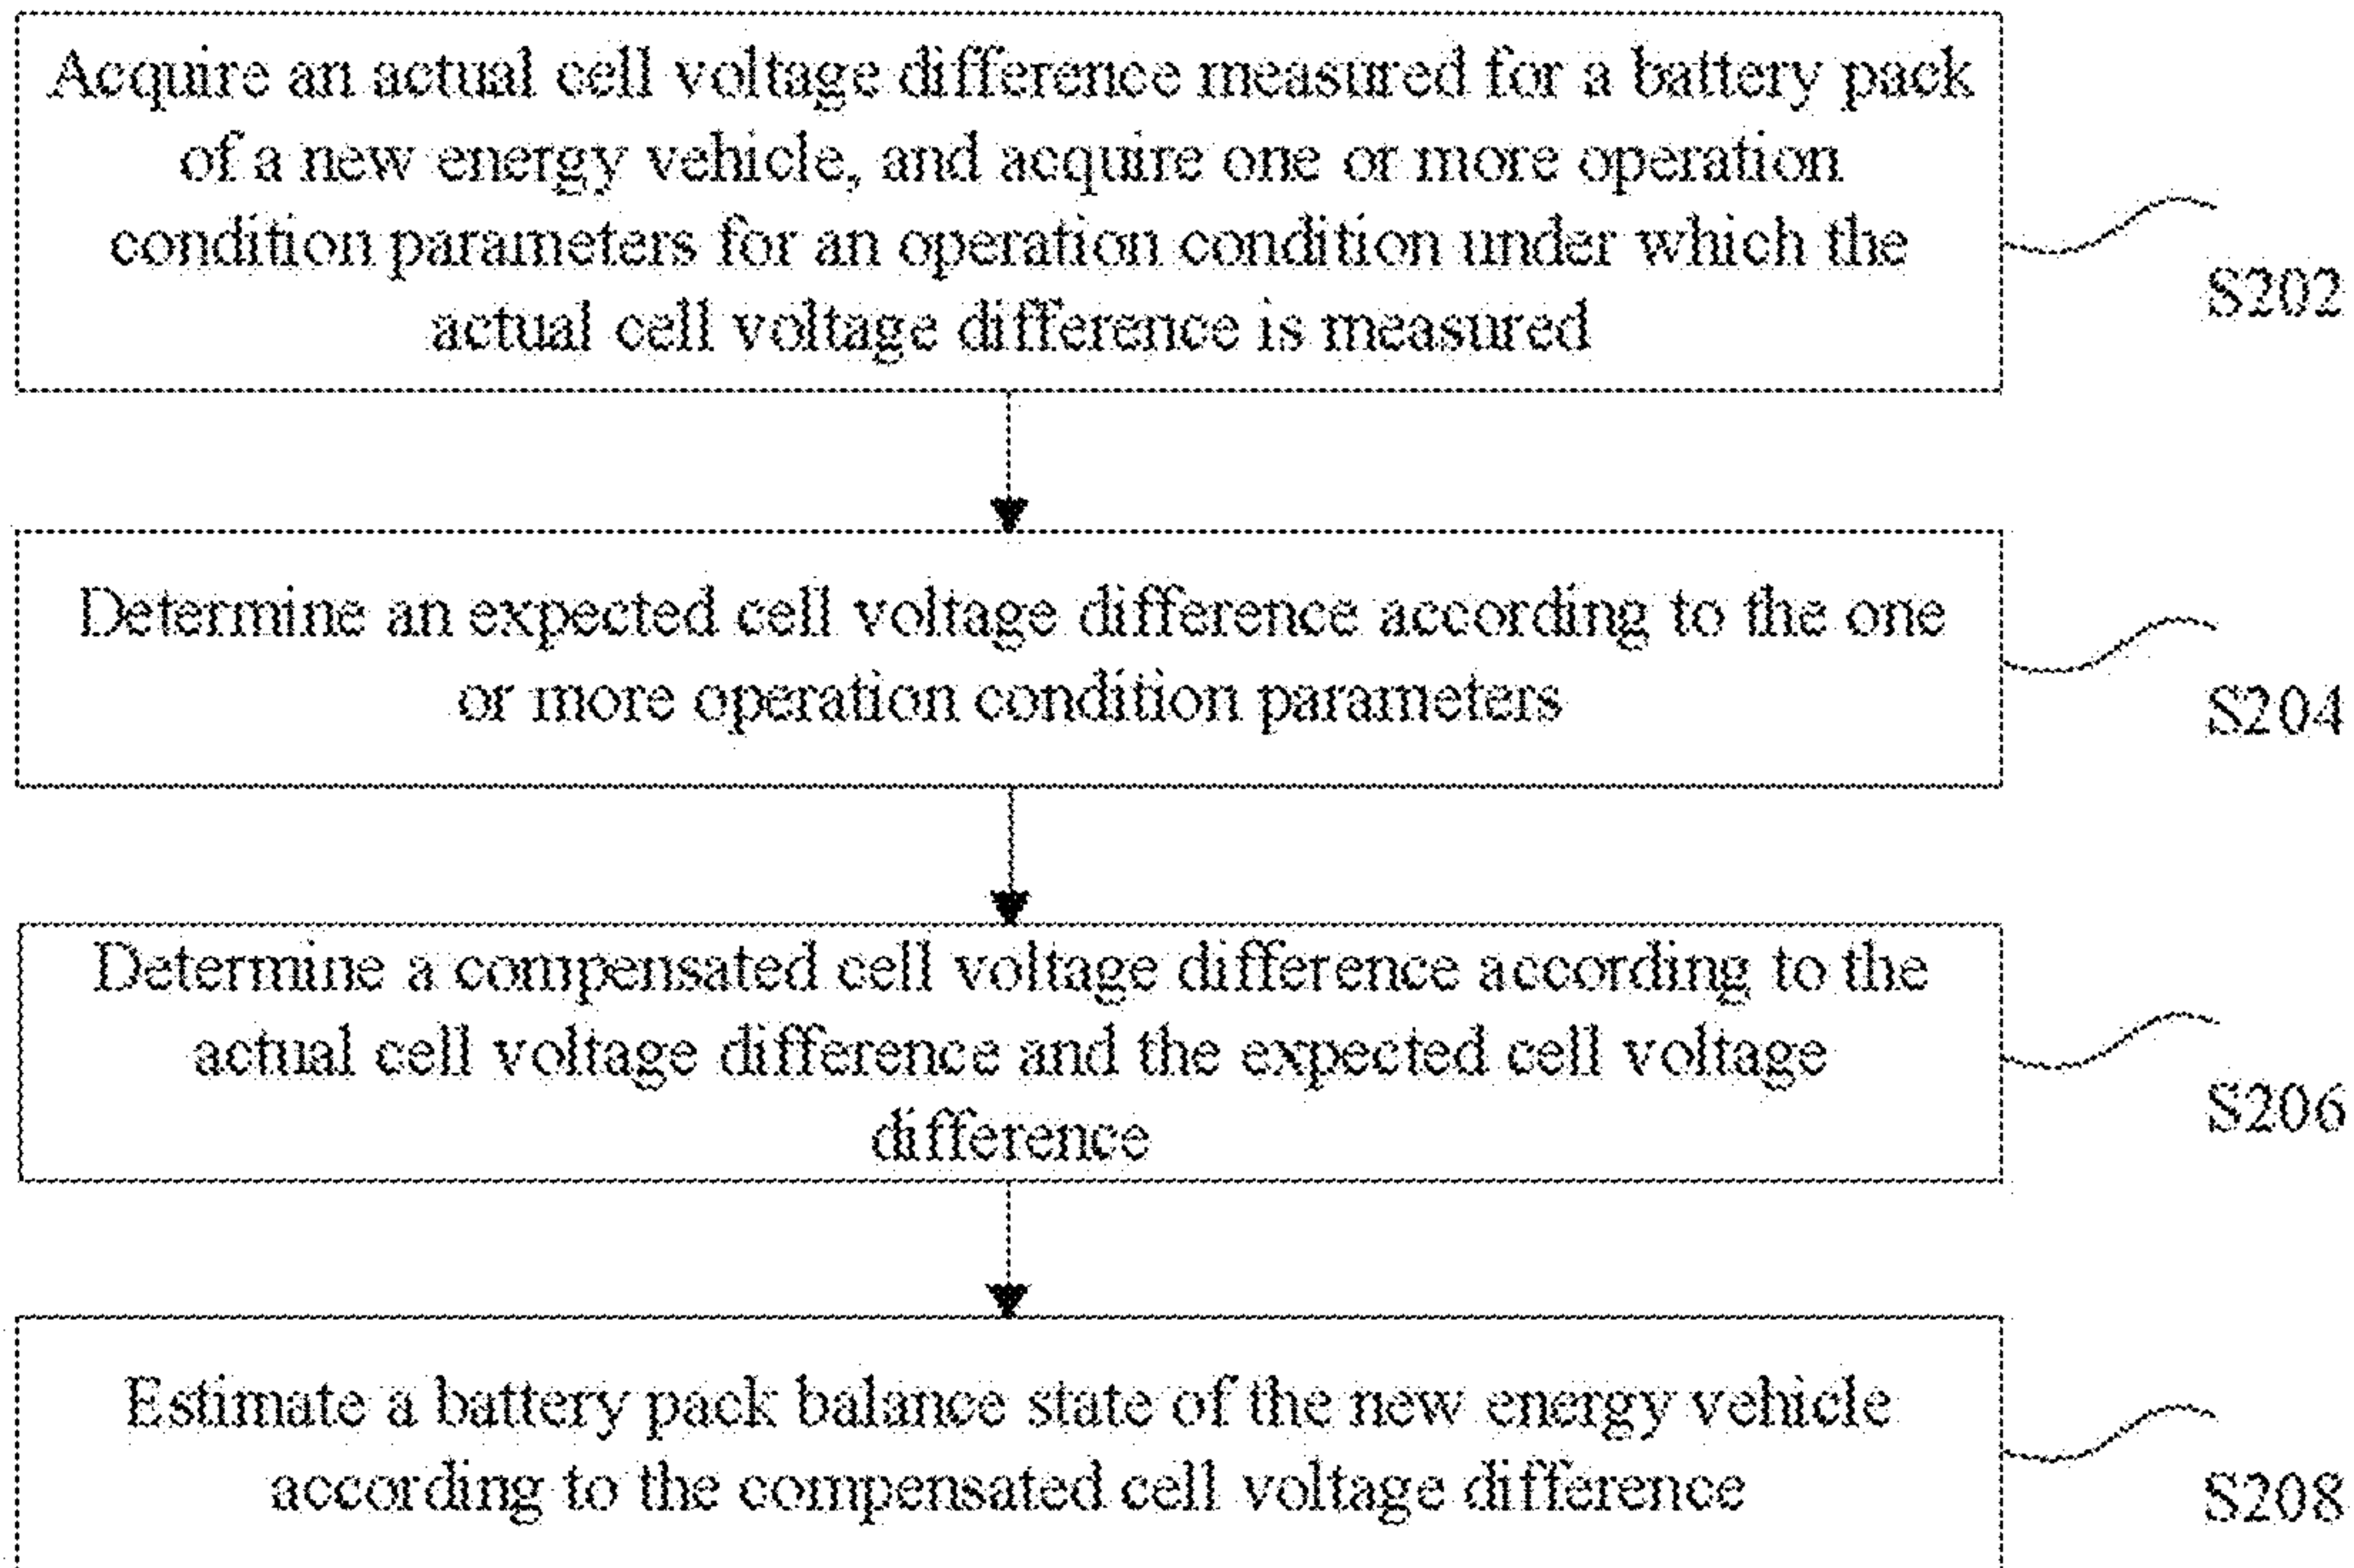 Acquire an actual cell voltage difference measured for a battery pack
of a new energy vehicle, and acquire one or more operation
condition parameters for an operation condition under which the
actual cell voltage difference is measured
S202
Determine an expected cell voltage difference according to the one
or more operation condition parameters
S204
Determine a compensated cell voltage difference according to the
actual cell voltage difference and the expected cell voltage
difference
S206
Estimate a battery pack balance state of the new energy vehicle
according to the compensated cell voltage difference
S208